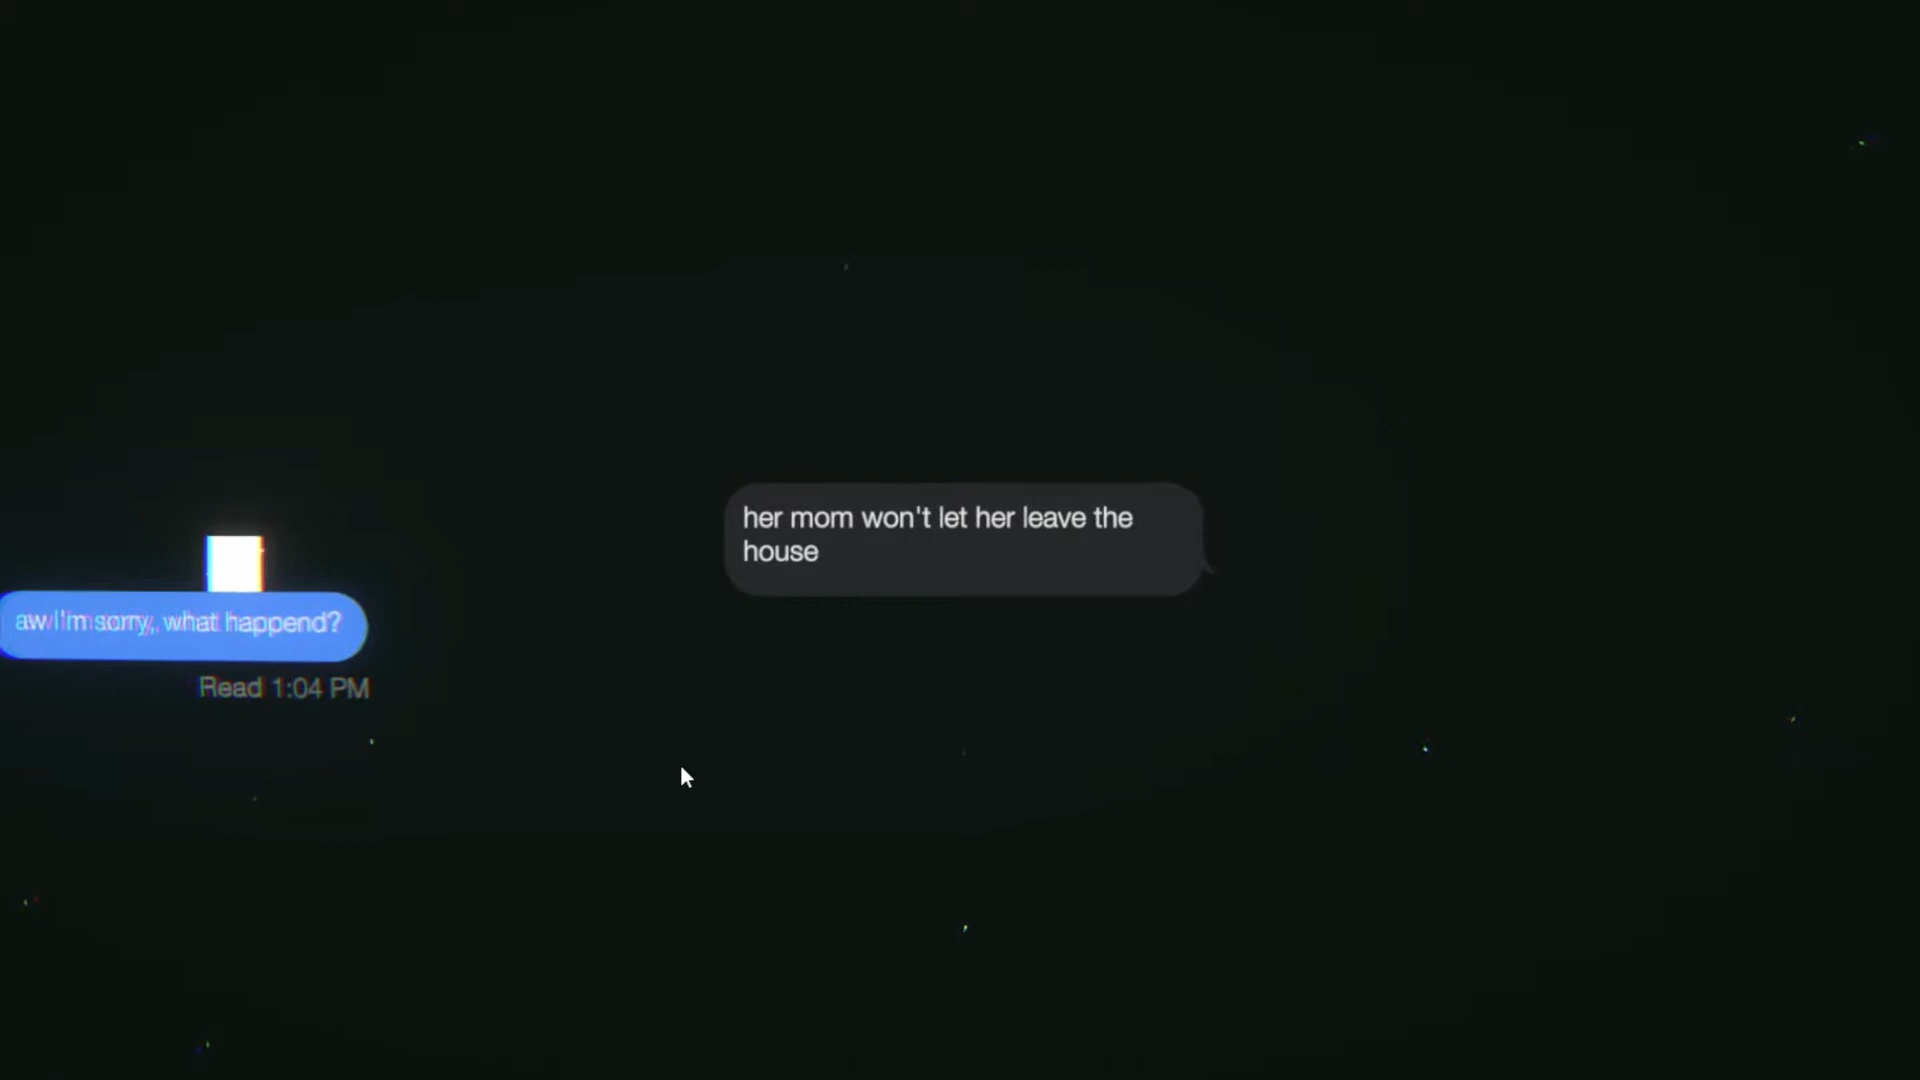 aw I'm sorry, what happend?
Read 1:04 PM
her mom won't let her leave the
house